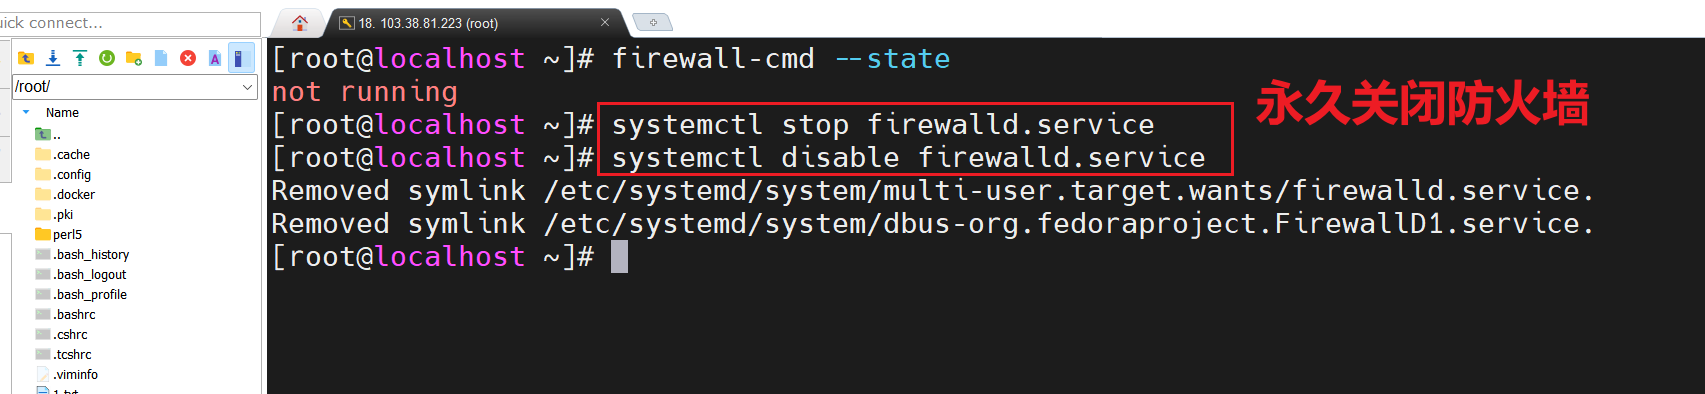 uick connect...
18. 103.38.81.223 (root)
/root/
Name
..
.cache
.config
.docker
.pki
perl5
.bash_history
.bash_logout
.bash_profile
.bashrc
.cshrc
.tcshrc
.viminfo
1.txt
[root@localhost ~]# firewall-cmd --state
not running
[root@localhost ~]# systemctl stop firewalld.service
[root@localhost ~]# systemctl disable firewalld.service
Removed symlink /etc/systemd/system/multi-user.target.wants/firewalld.service.
Removed symlink /etc/systemd/system/dbus-org.fedoraproject.FirewallD1.service.
[root@localhost ~]#
永久关闭防火墙